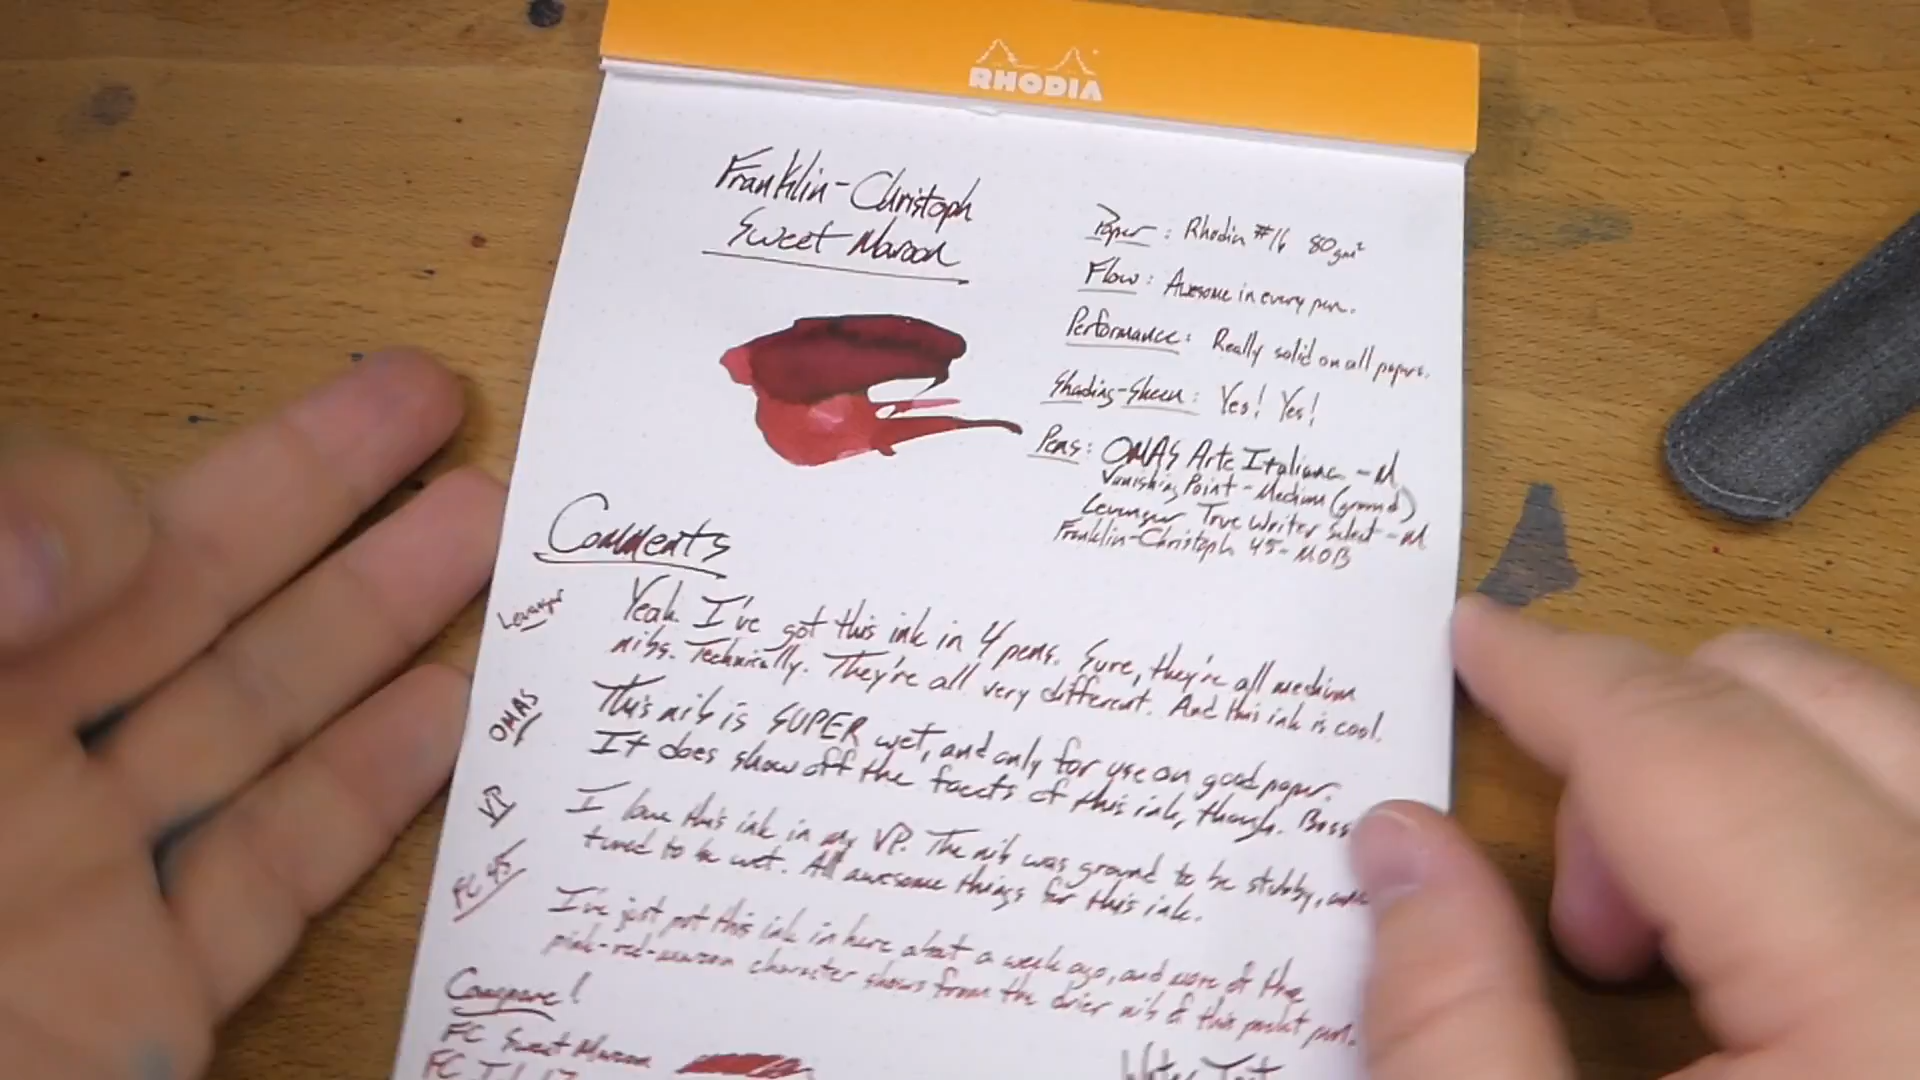 RHODIA
Franklin-Christoph
Sweet Maroon
Paper: Rhodia #16 80gm²
Flow: Awesome in every pen.
Performance: Really solid on all papers.
Shading-Sheen: Yes! Yes!
Pens: OMAS Arte Italiana - M
Vanishing Point - Medium (ground)
Levenger True Writer Select - M
Franklin-Christoph 45 - MOB
Comments
Levenger
Yeah. I've got this ink in 4 pens. Sure, they're all medium
nibs. Technically. They're all very different. And this ink is cool.
OMAS
This nib is SUPER wet, and only for use on good paper.
It does show off the facets of this ink, though. Boss
VP
I love this ink in my VP. The nib was ground to be stubby, and
tuned to be wet. All awesome things for this ink.
FC 45
I've just put this ink in here about a week ago, and more of the
pink-red-maroon character shows from the drier nib of this pocket pen.
Compare!
FC Sweet Maroon
FC
Water Test